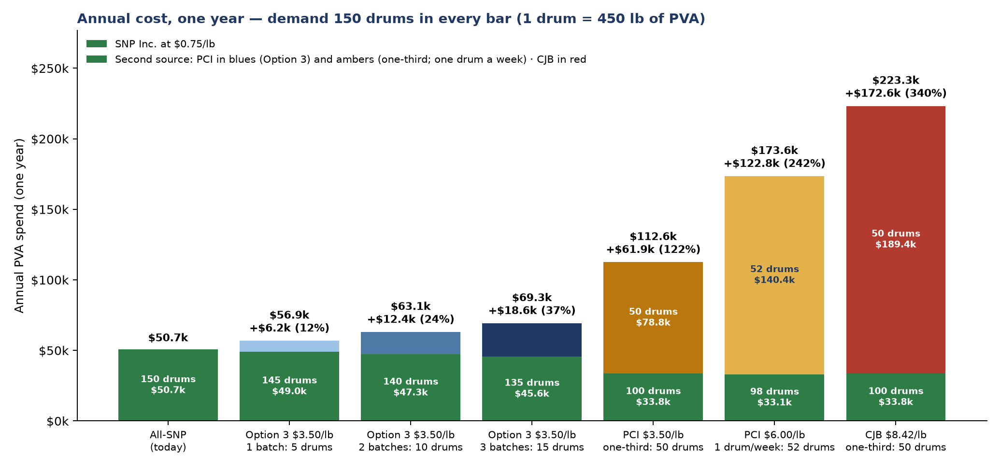 Annual cost, one year — demand 150 drums in every bar (1 drum = 450 lb of PVA)
SNP Inc. at $0.75/lb
Second source: PCI in blues (Option 3) and ambers (one-third; one drum a week) · CJB in red
Annual PVA spend (one year)
$250k
$200k
$150k
$100k
$50k
$0k
$50.7k
150 drums
$50.7k
$56.9k
+$6.2k (12%)
145 drums
$49.0k
$63.1k
+$12.4k (24%)
140 drums
$47.3k
$69.3k
+$18.6k (37%)
135 drums
$45.6k
$112.6k
+$61.9k (122%)
50 drums
$78.8k
100 drums
$33.8k
$173.6k
+$122.8k (242%)
52 drums
$140.4k
98 drums
$33.1k
$223.3k
+$172.6k (340%)
50 drums
$189.4k
100 drums
$33.8k
All-SNP
(today)
Option 3 $3.50/lb
1 batch: 5 drums
Option 3 $3.50/lb
2 batches: 10 drums
Option 3 $3.50/lb
3 batches: 15 drums
PCI $3.50/lb
one-third: 50 drums
PCI $6.00/lb
1 drum/week: 52 drums
CJB $8.42/lb
one-third: 50 drums